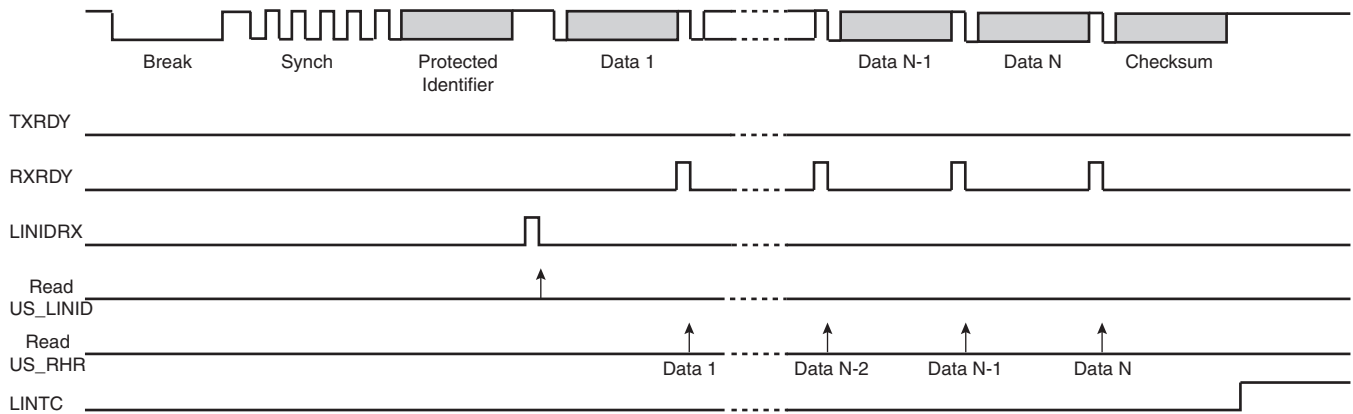 Break
Synch
Protected
Identifier
Data 1
Data N-1
Data N
Checksum
TXRDY
RXRDY
LINIDRX
Read
US_LINID
Read
US_RHR
Data 1
Data N-2
Data N-1
Data N
LINTC